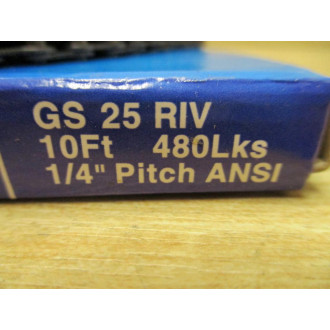 GS 25 RIV
10Ft 480Lks
1/4" Pitch ANSI